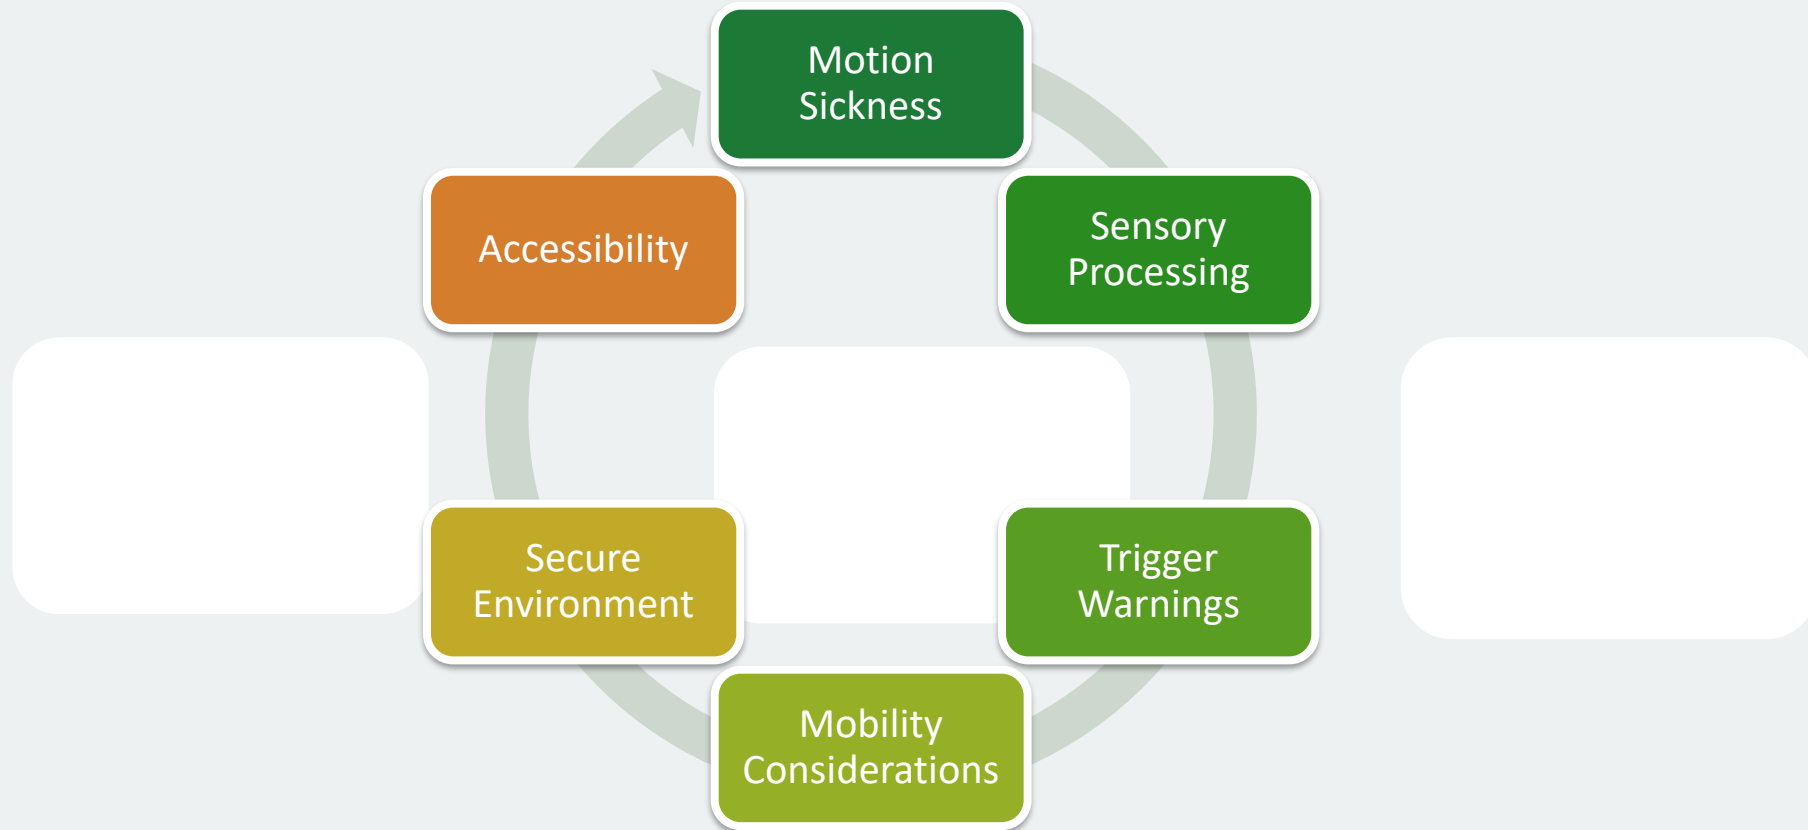 Motion
Sickness
Sensory
Processing
Trigger
Warnings
Mobility
Considerations
Secure
Environment
Accessibility